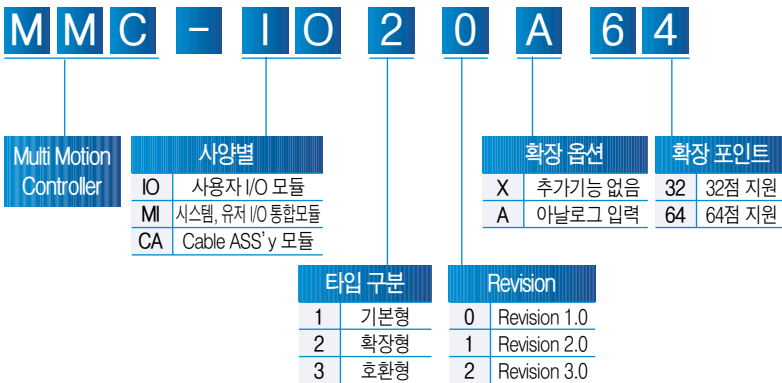 MMC - IO20A64
Multi Motion
Controller
사양별
IO 사용자 I/O 모듈
MI 시스템, 유저 I/O 통합모듈
CA Cable ASS'y 모듈
확장 옵션
X 추가기능 없음
A 아날로그 입력
확장 포인트
32 32점 지원
64 64점 지원
타입 구분
1 기본형
2 확장형
3 호환형
Revision
0 Revision 1.0
1 Revision 2.0
2 Revision 3.0